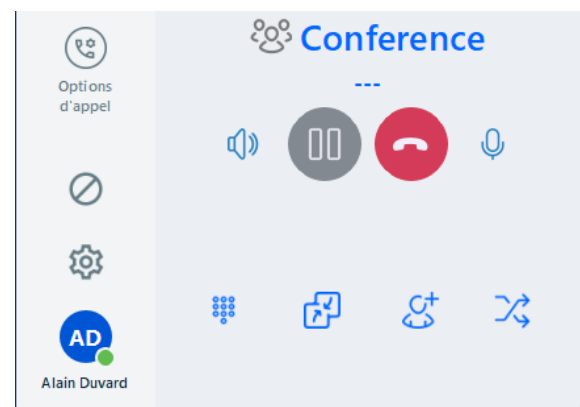 Conference
---
Options
d'appel
AD
Alain Duvard